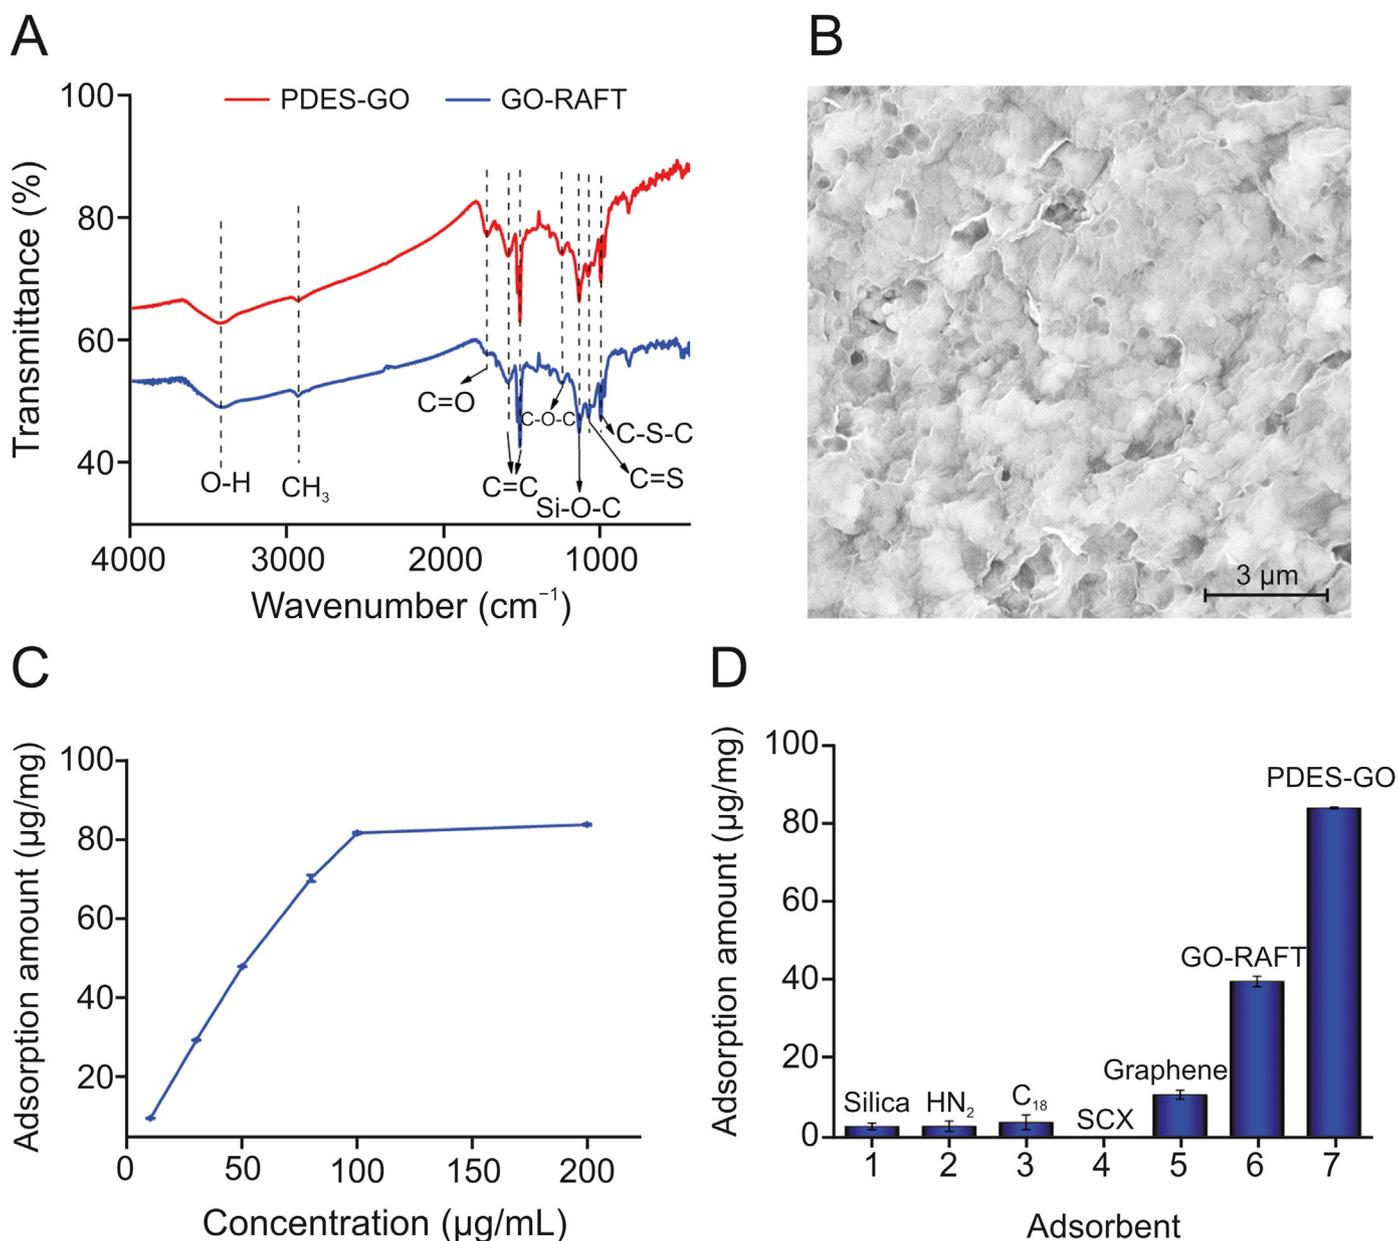 A
PDES-GO
GO-RAFT
100
80
60
40
Transmittance (%)
C=O
C-O-C
C-S-C
O-H
CH₃
C=C
C=S
Si-O-C
4000
3000
2000
1000
Wavenumber (cm⁻¹)
B
3 μm
C
100
80
60
40
20
Adsorption amount (μg/mg)
0
50
100
150
200
Concentration (μg/mL)
D
100
80
60
40
20
0
Adsorption amount (μg/mg)
PDES-GO
GO-RAFT
Graphene
Silica
HN₂
C₁₈
SCX
1
2
3
4
5
6
7
Adsorbent